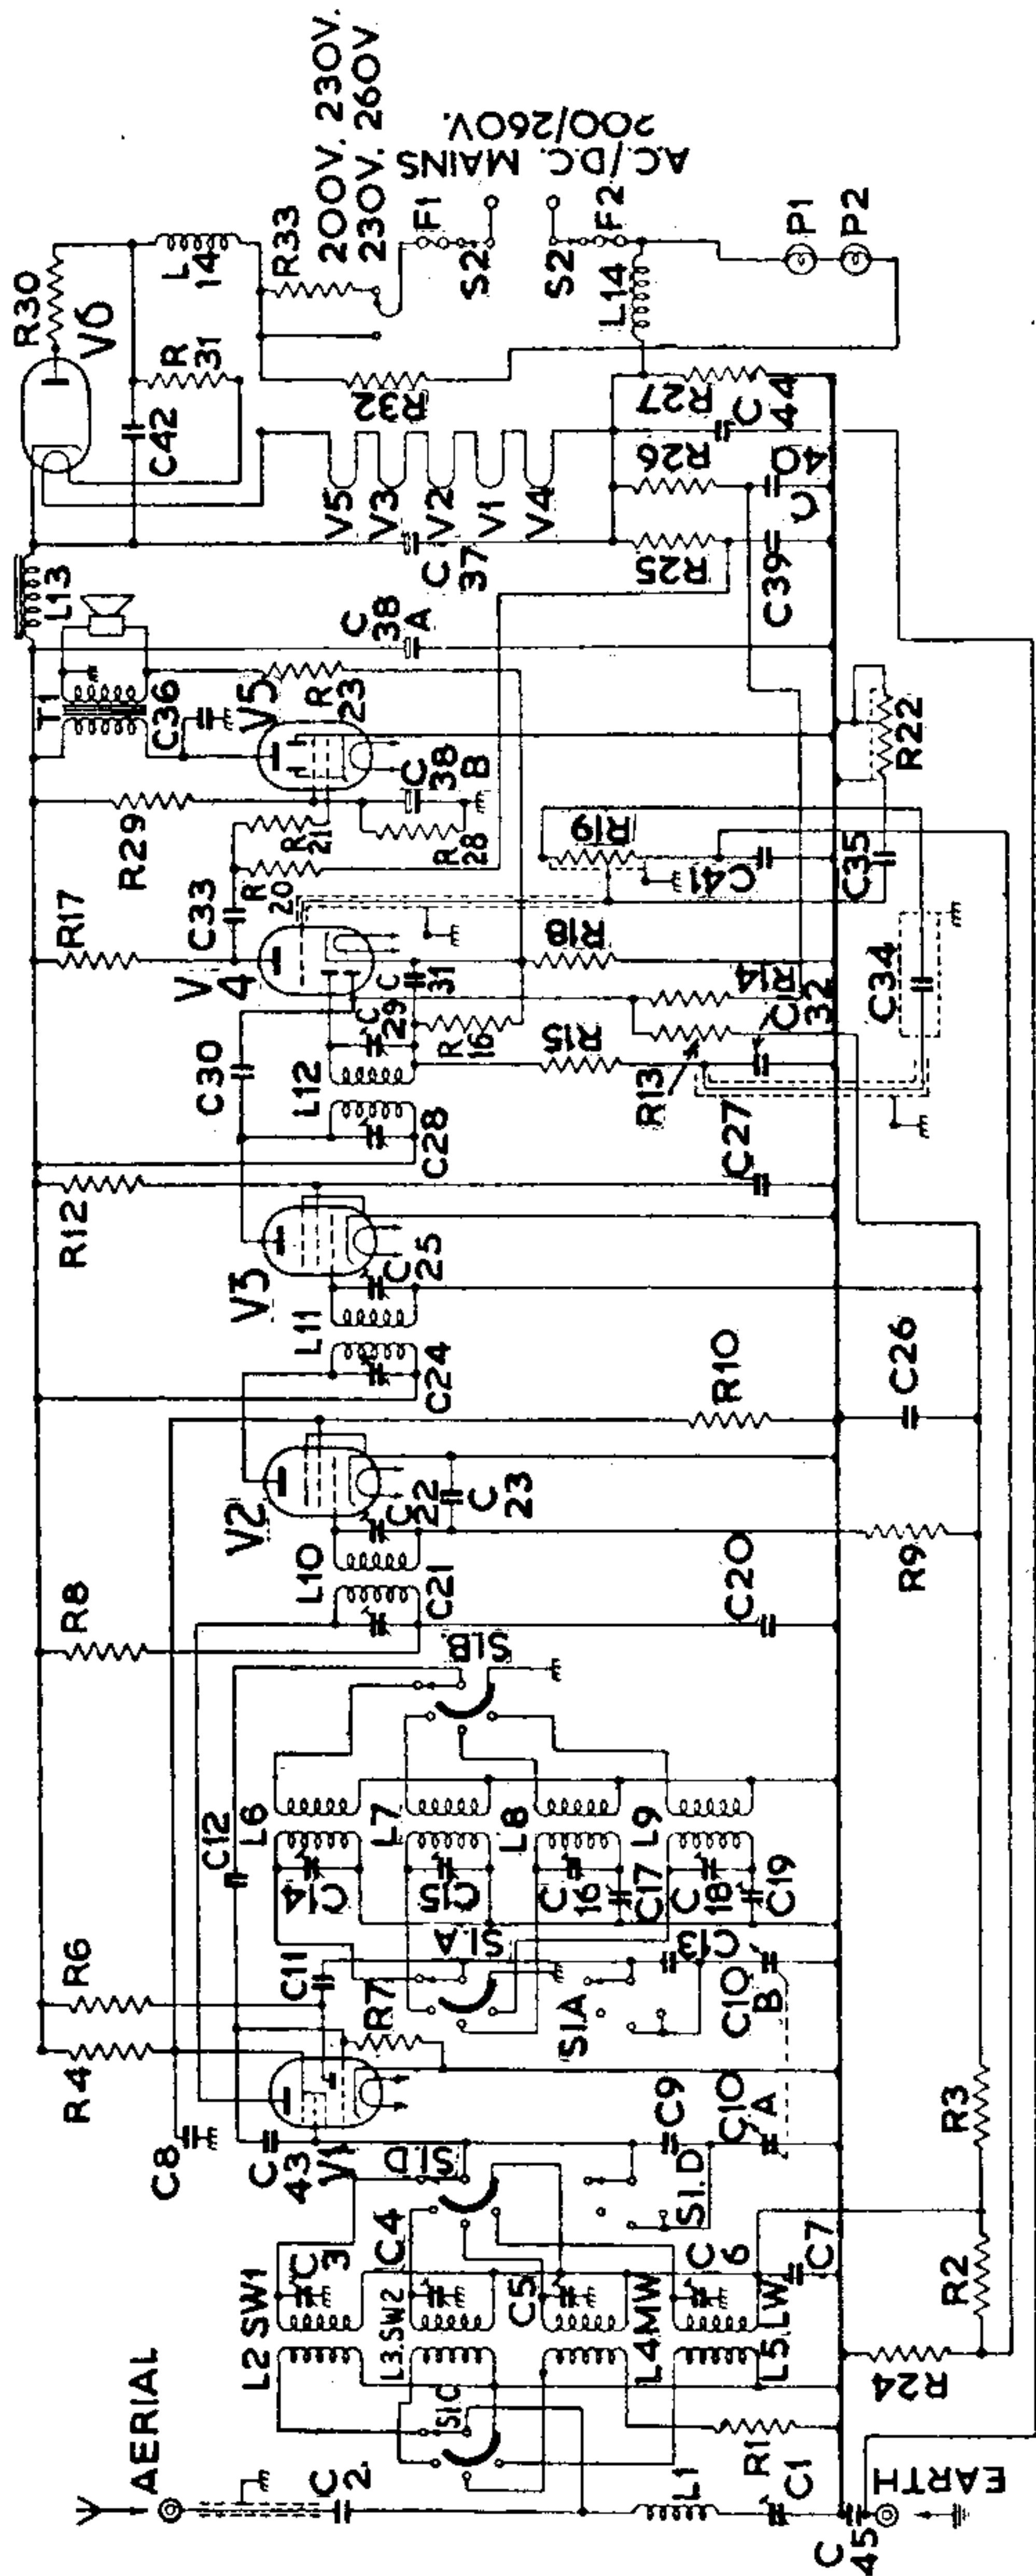 AERIAL
C2
L1
C1
R1
C45
EARTH
L2 SW1
L3.SW2
L4MW
L5 LW
S1C
C3
C4
C5
C6
C7
R2
R24
R3
S1.D
S1.D
C8
C43
V1
C9
C10A
R4
R6
C11
R7
S1.A
S1A
C13
C10B
C12
L6
L7
L8
L9
C14
C15
C16
C17
C18
C19
S1.B
R8
L10
C21
C20
V2
C22
C23
R9
R10
C26
L11
C24
V3
C25
R12
C27
C30
L12
C28
C29
C31
R16
R15
R13
R14
C32
R17
V4
C33
R20
R21
R18
R19
C41
C34
C35
R22
R29
R28
C38B
V5
R23
T1
C36
L13
C38A
C37
C39
C40
R25
R26
R27
C44
V6
R30
C42
R31
L14
V5
V3
V2
V1
V4
R32
R33
200V. 230V.
230V. 260V.
F1
S2
A.C./D.C. MAINS
200/260V.
S2
F2
L14
P1
P2